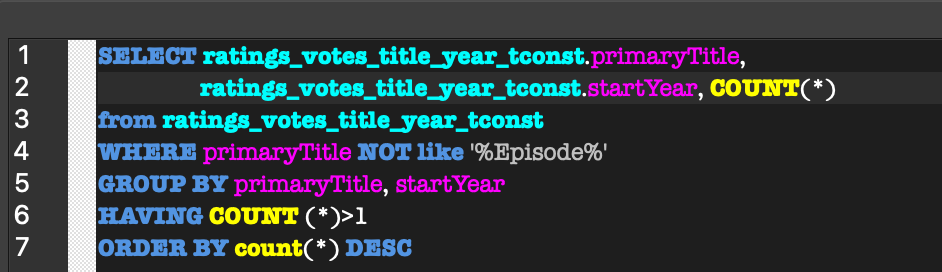 1 SELECT ratings_votes_title_year_tconst.primaryTitle,
2 ratings_votes_title_year_tconst.startYear, COUNT(*)
3 from ratings_votes_title_year_tconst
4 WHERE primaryTitle NOT like '%Episode%'
5 GROUP BY primaryTitle, startYear
6 HAVING COUNT (*)>1
7 ORDER BY count(*) DESC